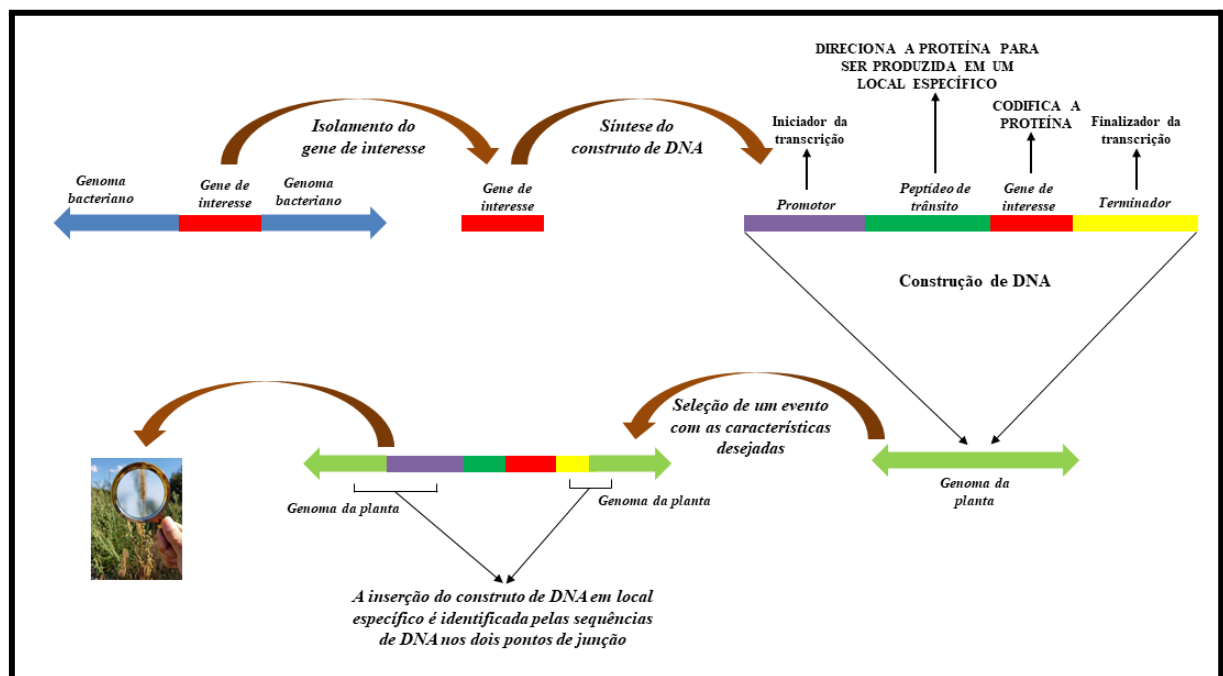 DIRECIONA A PROTEÍNA PARA
SER PRODUZIDA EM UM
LOCAL ESPECÍFICO
Isolamento do
gene de interesse
Síntese do
construto de DNA
Iniciador da
transcrição
CODIFICA A
PROTEÍNA
Finalizador da
transcrição
Genoma
bacteriano
Gene de
interesse
Genoma
bacteriano
Gene de
interesse
Promotor
Peptídeo de
trânsito
Gene de
interesse
Terminador
Construção de DNA
Seleção de um evento
com as características
desejadas
Genoma da planta
Genoma da planta
Genoma da
planta
A inserção do construto de DNA em local
específico é identificada pelas sequências
de DNA nos dois pontos de junção